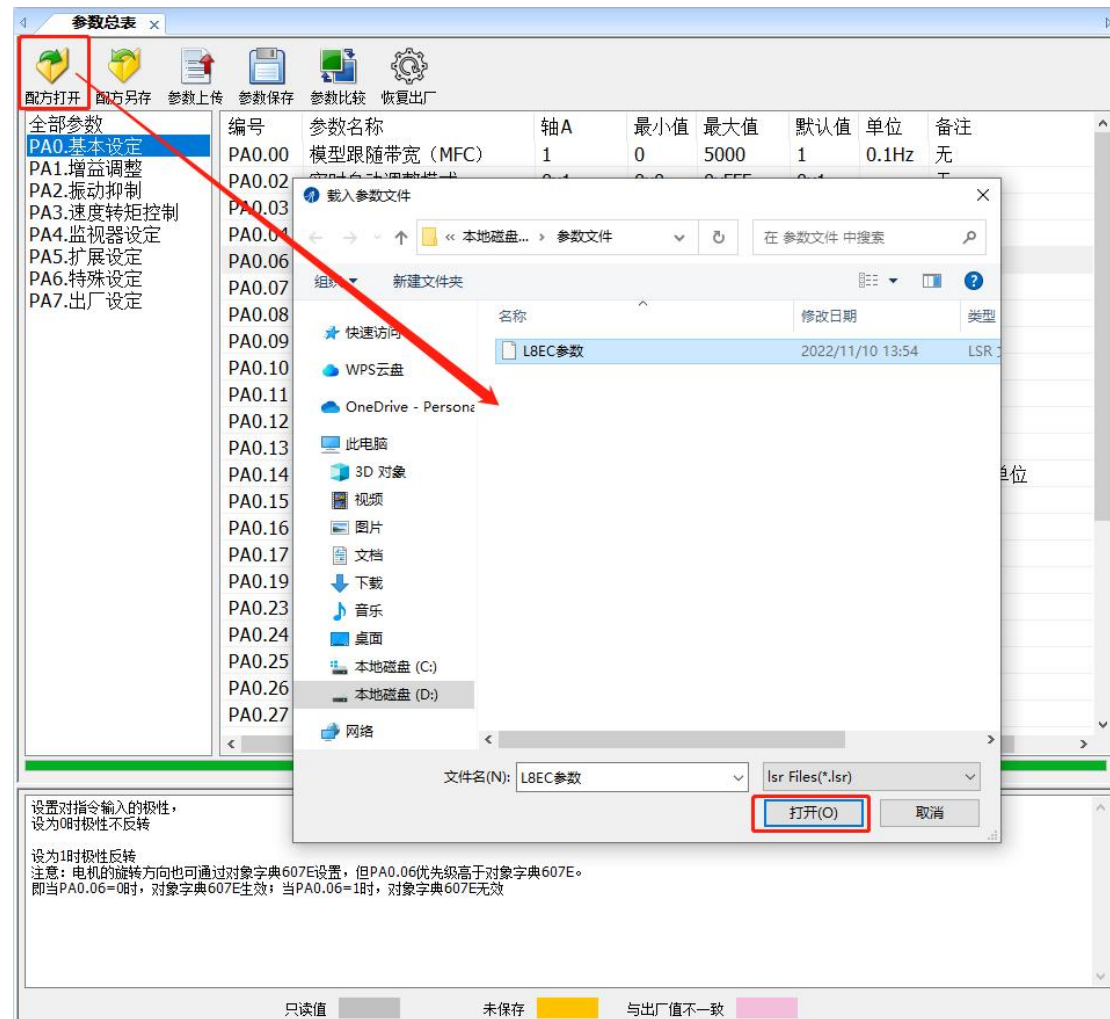 参数总表 ×
配方打开 配方另存 参数上传 参数保存 参数比较 恢复出厂
全部参数
PA0.基本设定
PA1.增益调整
PA2.振动抑制
PA3.速度转矩控制
PA4.监视器设定
PA5.扩展设定
PA6.特殊设定
PA7.出厂设定
编号 参数名称 轴A 最小值 最大值 默认值 单位 备注
PA0.00 模型跟随带宽（MFC） 1 0 5000 1 0.1Hz 无
PA0.02
PA0.03
PA0.04
PA0.06
PA0.07
PA0.08
PA0.09
PA0.10
PA0.11
PA0.12
PA0.13
PA0.14 单位
PA0.15
PA0.16
PA0.17
PA0.19
PA0.23
PA0.24
PA0.25
PA0.26
PA0.27
载入参数文件
« 本地磁盘... › 参数文件
在 参数文件 中搜索
组织 新建文件夹
名称 修改日期 类型
L8EC参数 2022/11/10 13:54 LSR
快速访问
WPS云盘
OneDrive - Persona
此电脑
3D 对象
视频
图片
文档
下载
音乐
桌面
本地磁盘 (C:)
本地磁盘 (D:)
网络
文件名(N): L8EC参数 lsr Files(*.lsr)
打开(O) 取消
设置对指令输入的极性，
设为0时极性不反转
设为1时极性反转
注意：电机的旋转方向也可通过对象字典607E设置，但PA0.06优先级高于对象字典607E。
即当PA0.06=0时，对象字典607E生效；当PA0.06=1时，对象字典607E无效
只读值 未保存 与出厂值不一致